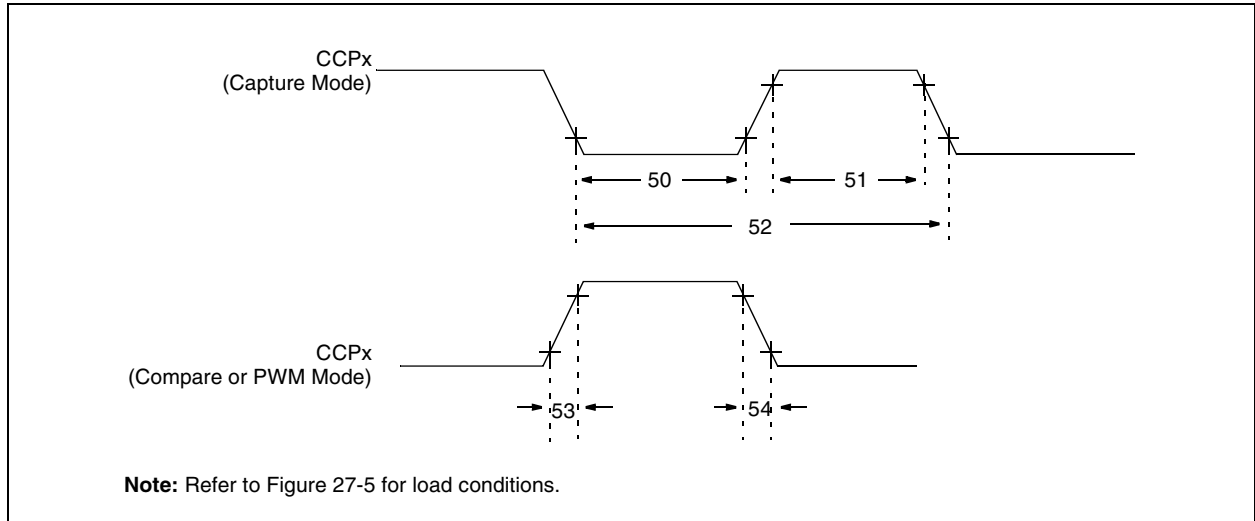 CCPx
(Capture Mode)
50
51
52
CCPx
(Compare or PWM Mode)
53
54
Note: Refer to Figure 27-5 for load conditions.